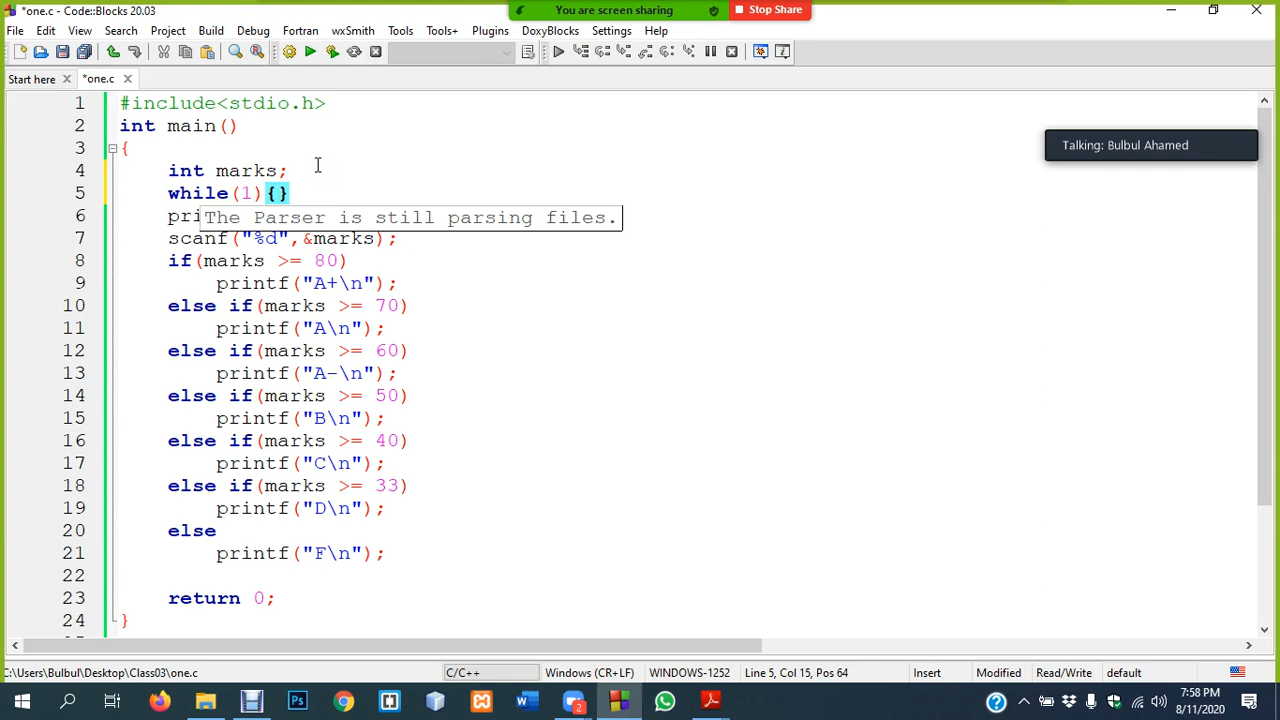 *one.c - Code::Blocks 20.03
You are screen sharing
Stop Share
File Edit View Search Project Build Debug Fortran wxSmith Tools Tools+ Plugins DoxyBlocks Settings Help
Start here
*one.c
1 #include<stdio.h>
2 int main()
3 {
Talking: Bulbul Ahamed
4 int marks;
5 while(1){}
6 pri
The Parser is still parsing files.
7 scanf("%d",&marks);
8 if(marks >= 80)
9 printf("A+\n");
10 else if(marks >= 70)
11 printf("A\n");
12 else if(marks >= 60)
13 printf("A-\n");
14 else if(marks >= 50)
15 printf("B\n");
16 else if(marks >= 40)
17 printf("C\n");
18 else if(marks >= 33)
19 printf("D\n");
20 else
21 printf("F\n");
22
23 return 0;
24 }
C:\Users\Bulbul\Desktop\Class03\one.c C/C++ Windows (CR+LF) WINDOWS-1252 Line 5, Col 15, Pos 64 Insert Modified Read/Write default
2
7:58 PM
8/11/2020